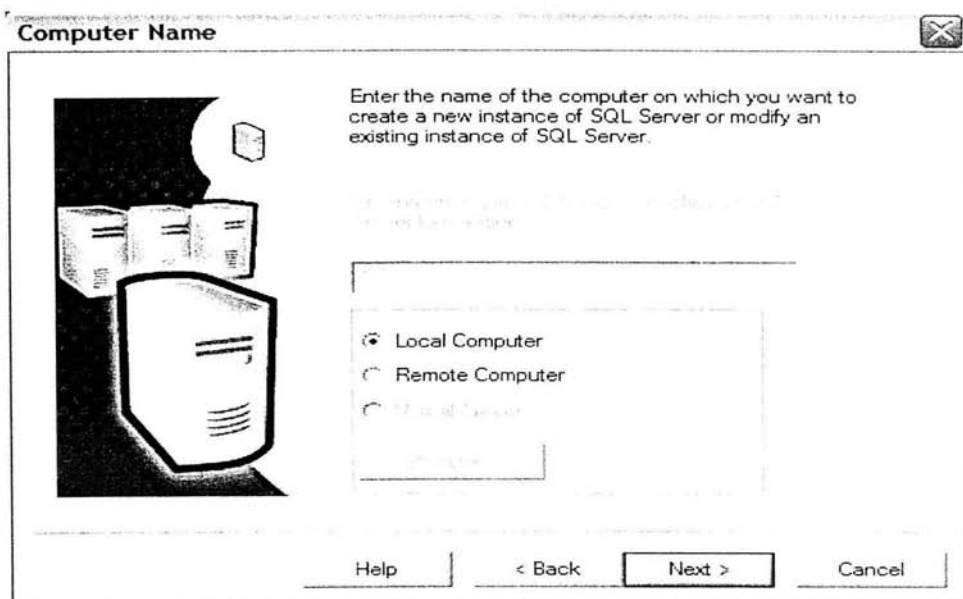 Computer Name
Enter the name of the computer on which you want to
create a new instance of SQL Server or modify an
existing instance of SQL Server.
Local Computer
Remote Computer
Help
< Back
Next >
Cancel